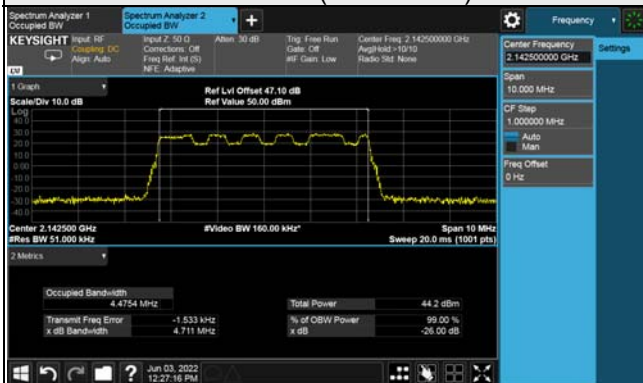 Spectrum Analyzer 1
Occupied BW
Spectrum Analyzer 2
Occupied BW
Frequency
KEYSIGHT
Input: RF
Coupling: DC
Align: Auto
Input Z: 50 Ω
Corrections: Off
Freq Ref: Int (S)
NFE: Adaptive
Atten: 30 dB
Trig: Free Run
Gate: Off
#IF Gain: Low
Center Freq: 2.142500000 GHz
Avg|Hold:>10/10
Radio Std: None
Center Frequency
2.142500000 GHz
Settings
Span
10.000 MHz
CF Step
1.000000 MHz
Auto
Man
Freq Offset
0 Hz
1 Graph
Scale/Div 10.0 dB
Ref Lvl Offset 47.10 dB
Ref Value 50.00 dBm
Log
40.0
30.0
20.0
10.0
0.00
-10.0
-20.0
-30.0
-40.0
Center 2.142500 GHz
#Res BW 51.000 kHz
#Video BW 160.00 kHz*
Span 10 MHz
Sweep 20.0 ms (1001 pts)
2 Metrics
Occupied Bandwidth
4.4754 MHz
Total Power 44.2 dBm
Transmit Freq Error -1.533 kHz
% of OBW Power 99.00 %
x dB Bandwidth 4.711 MHz
x dB -26.00 dB
?
Jun 03, 2022
12:27:16 PM